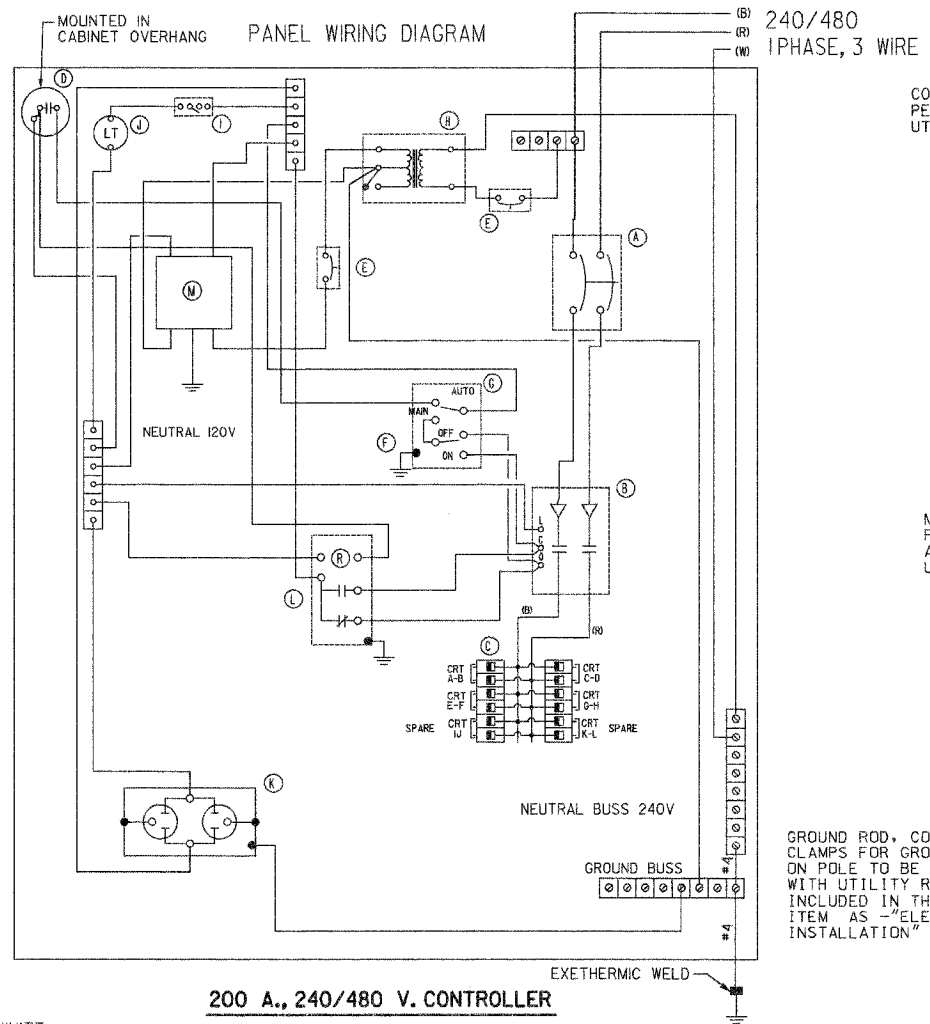 MOUNTED IN
CABINET OVERHANG
PANEL WIRING DIAGRAM
(B)
(R)
(W)
240/480
1PHASE, 3 WIRE
CO
PE
UT
D
LT
J
I
H
E
E
A
M
G
AUTO
MAIN
OFF
ON
F
NEUTRAL 120V
B
L
C
O
R
L
(B)
(R)
C
CRT
A-B
CRT
C-D
CRT
E-F
CRT
G-H
SPARE
CRT
IJ
CRT
K-L
SPARE
K
NEUTRAL BUSS 240V
GROUND BUSS
#4
#4
GROUND ROD, CO
CLAMPS FOR GRO
ON POLE TO BE
WITH UTILITY R
INCLUDED IN TH
ITEM AS -"ELE
INSTALLATION"
EXETHERMIC WELD
200 A., 240/480 V. CONTROLLER